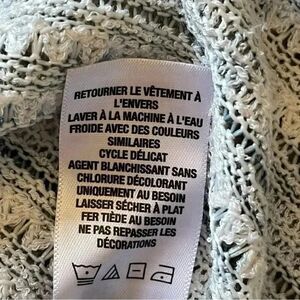 RETOURNER LE VÊTEMENT À
L'ENVERS
LAVER À LA MACHINE À L'EAU
FROIDE AVEC DES COULEURS
SIMILAIRES
CYCLE DÉLICAT
AGENT BLANCHISSANT SANS
CHLORURE DÉCOLORANT
UNIQUEMENT AU BESOIN
LAISSER SÉCHER À PLAT
FER TIÈDE AU BESOIN
NE PAS REPASSER LES
DÉCORATIONS